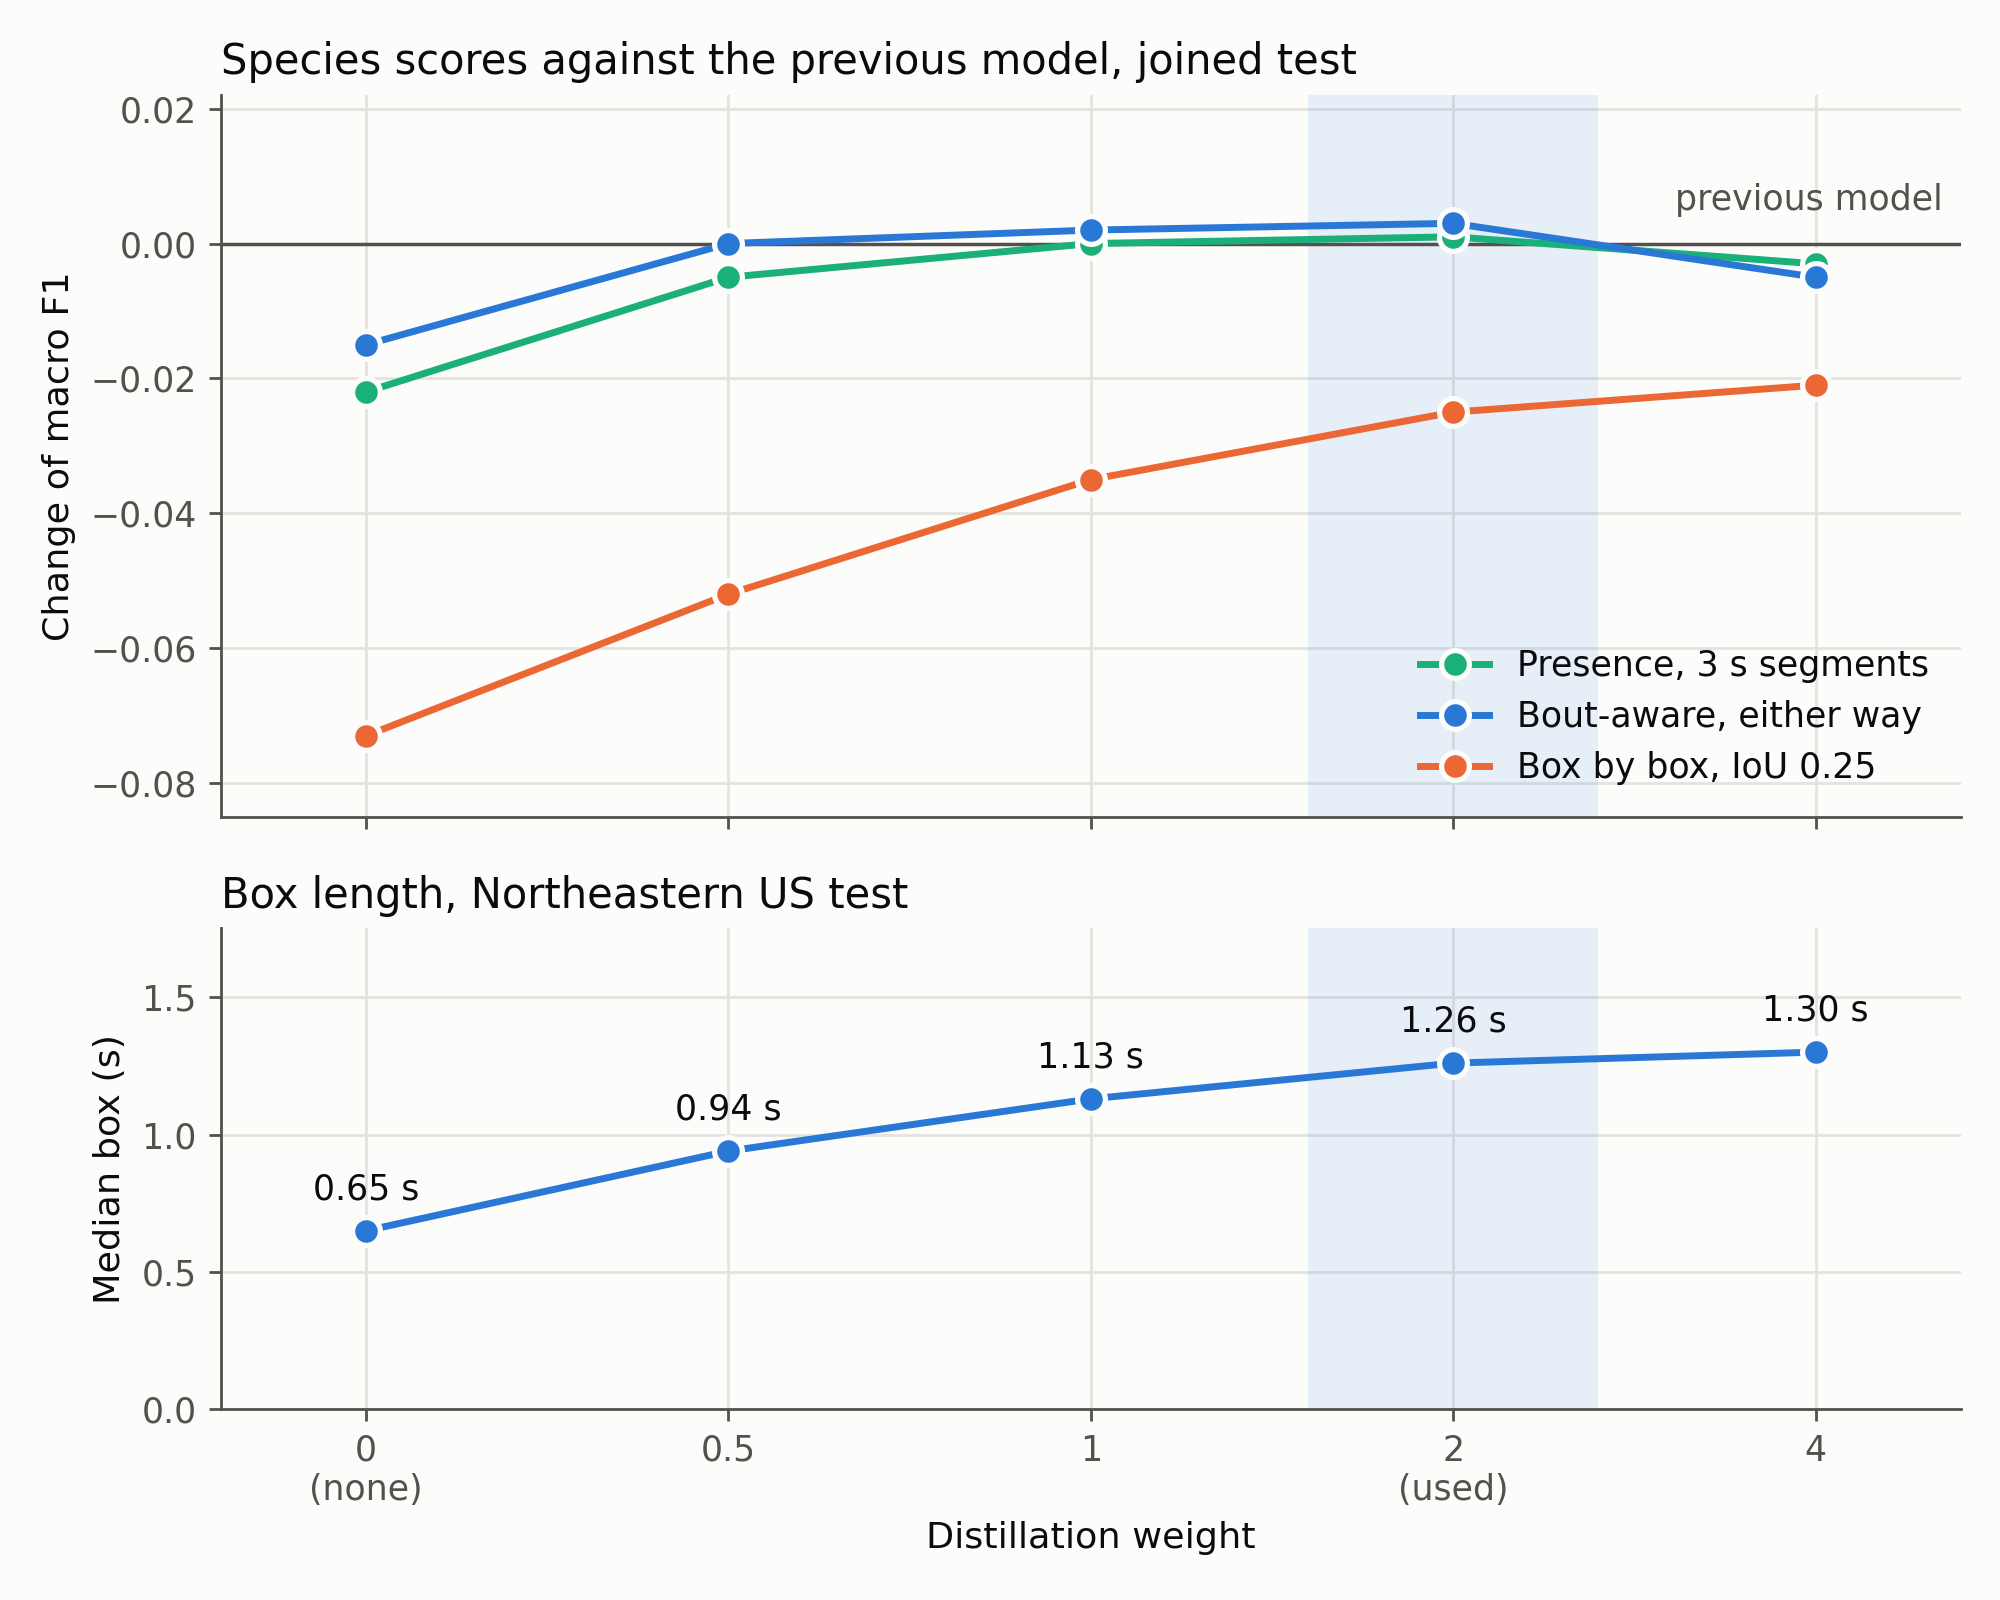 Species scores against the previous model, joined test
0.02
0.00
−0.02
−0.04
−0.06
−0.08
Change of macro F1
previous model
Presence, 3 s segments
Bout-aware, either way
Box by box, IoU 0.25
Box length, Northeastern US test
1.5
1.0
0.5
0.0
Median box (s)
0.65 s
0.94 s
1.13 s
1.26 s
1.30 s
0 0.5 1 2 4
(none) (used)
Distillation weight